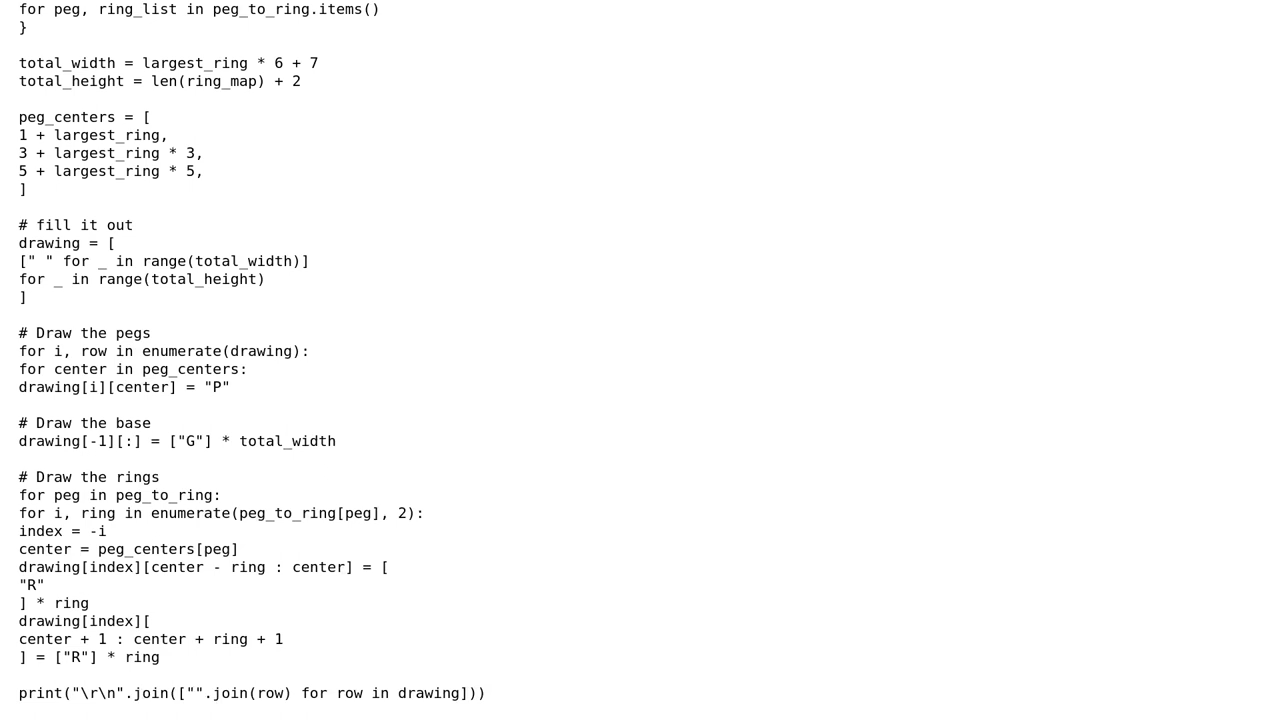 for peg, ring_list in peg_to_ring.items()
}
total_width = largest_ring * 6 + 7
total_height = len(ring_map) + 2
peg_centers = [
1 + largest_ring,
3 + largest_ring * 3,
5 + largest_ring * 5,
]
# fill it out
drawing = [
[" " for _ in range(total_width)]
for _ in range(total_height)
]
# Draw the pegs
for i, row in enumerate(drawing):
for center in peg_centers:
drawing[i][center] = "P"
# Draw the base
drawing[-1][:] = ["G"] * total_width
# Draw the rings
for peg in peg_to_ring:
for i, ring in enumerate(peg_to_ring[peg], 2):
index = -i
center = peg_centers[peg]
drawing[index][center - ring : center] = [
"R"
] * ring
drawing[index][
center + 1 : center + ring + 1
] = ["R"] * ring
print("\r\n".join(["".join(row) for row in drawing]))